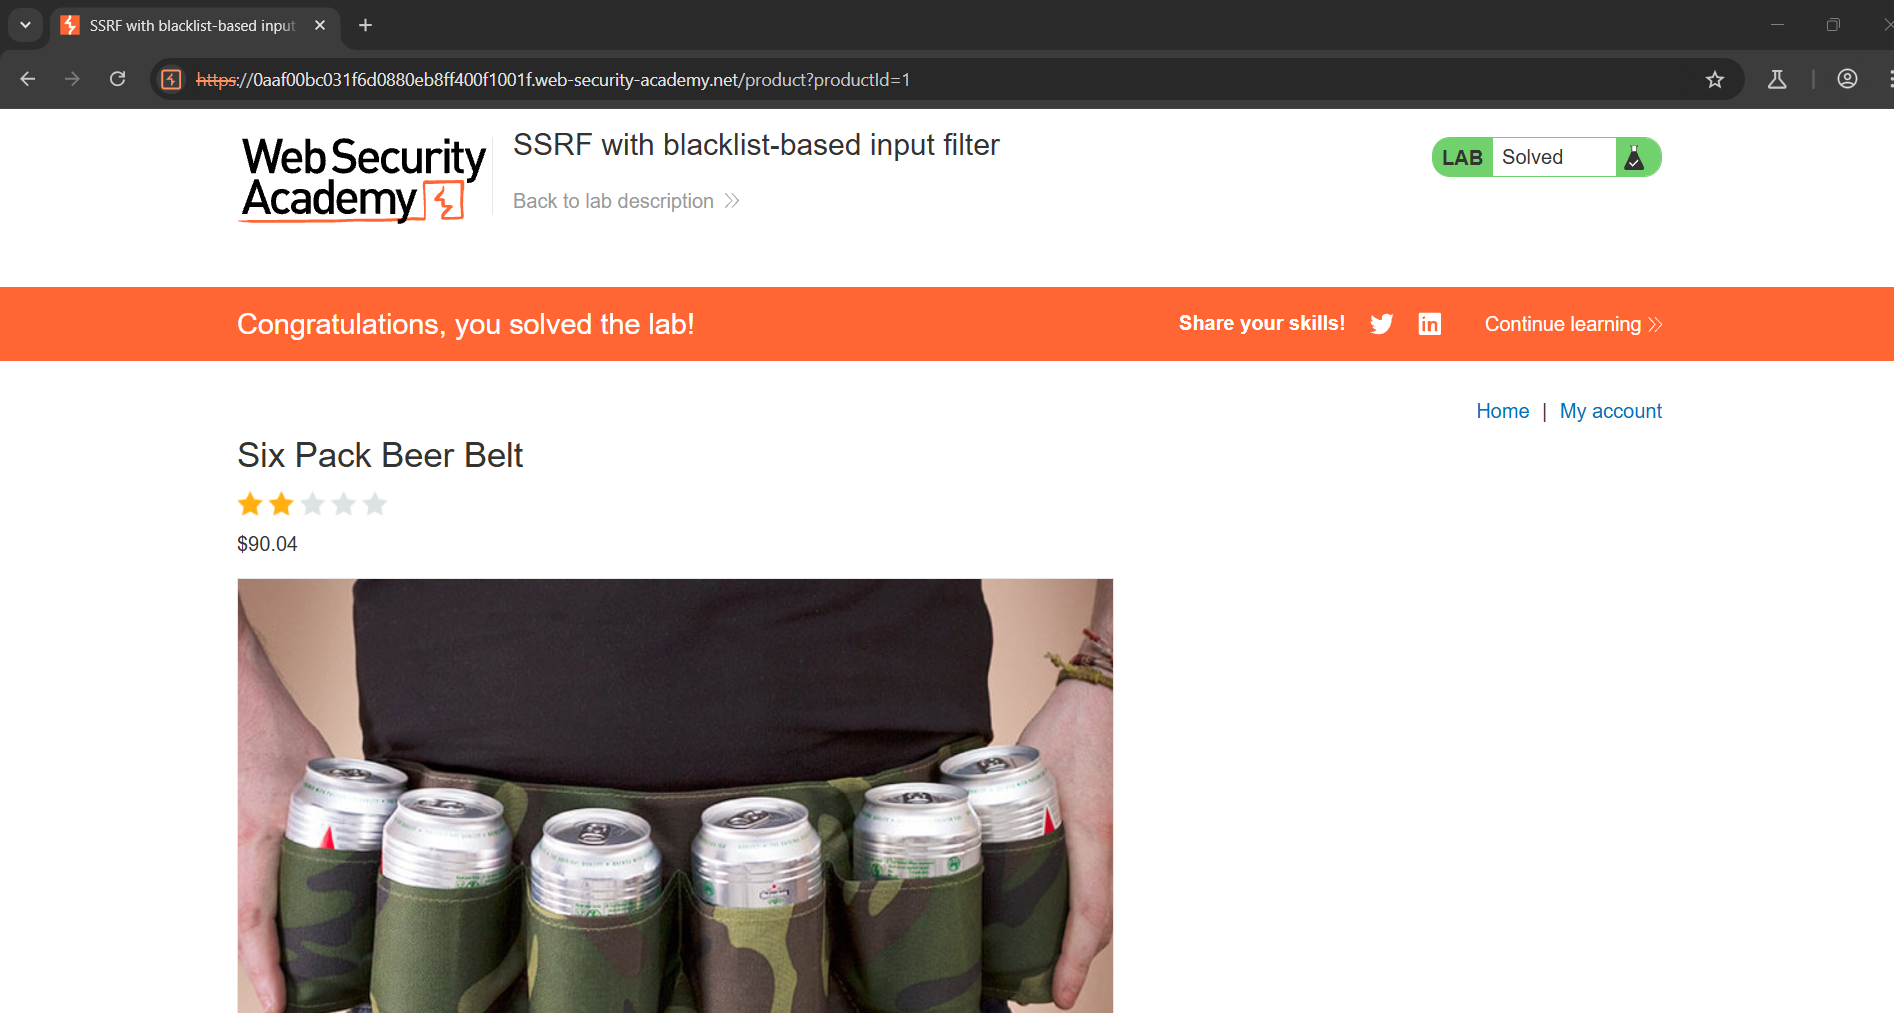 SSRF with blacklist-based input
https://0aaf00bc031f6d0880eb8ff400f1001f.web-security-academy.net/product?productId=1
Web Security
Academy
SSRF with blacklist-based input filter
Back to lab description
LAB Solved
Congratulations, you solved the lab!
Share your skills!
in
Continue learning
Home | My account
Six Pack Beer Belt
$90.04